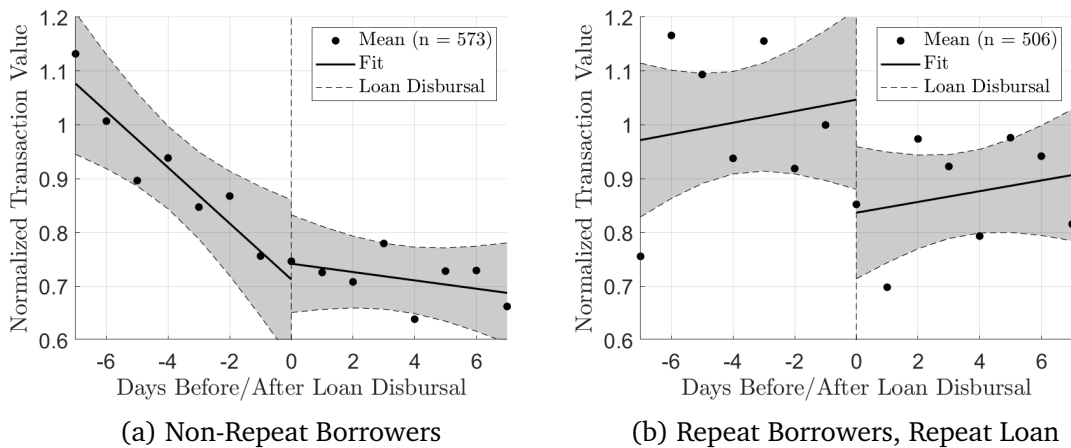 Normalized Transaction Value
1.2
1.1
1
0.9
0.8
0.7
0.6
Mean (n = 573)
Fit
Loan Disbursal
-6 -4 -2 0 2 4 6
Days Before/After Loan Disbursal
(a) Non-Repeat Borrowers
Normalized Transaction Value
1.2
1.1
1
0.9
0.8
0.7
0.6
Mean (n = 506)
Fit
Loan Disbursal
-6 -4 -2 0 2 4 6
Days Before/After Loan Disbursal
(b) Repeat Borrowers, Repeat Loan